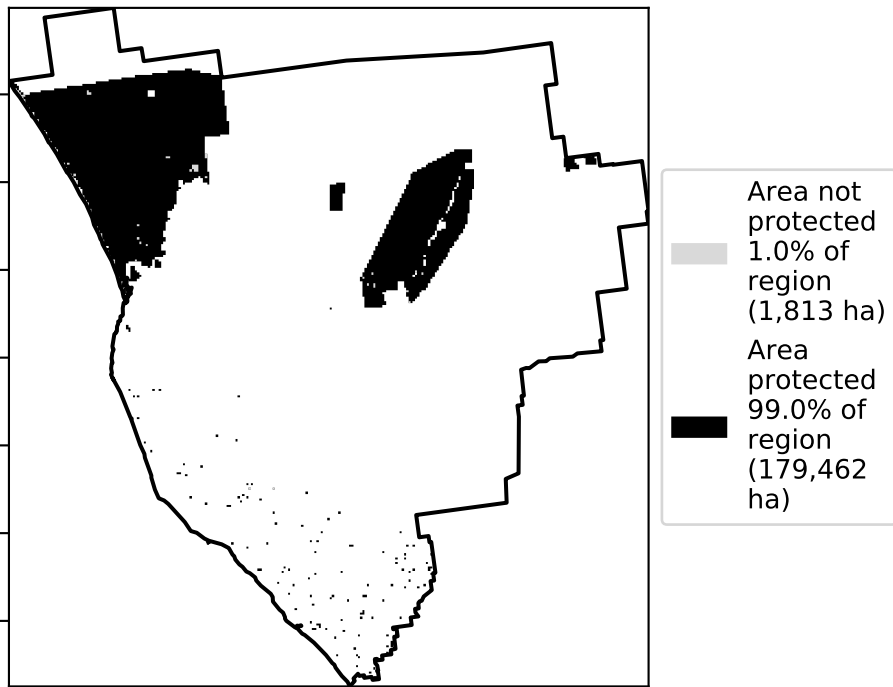 Area not
protected
1.0% of
region
(1,813 ha)
Area
protected
99.0% of
region
(179,462
ha)